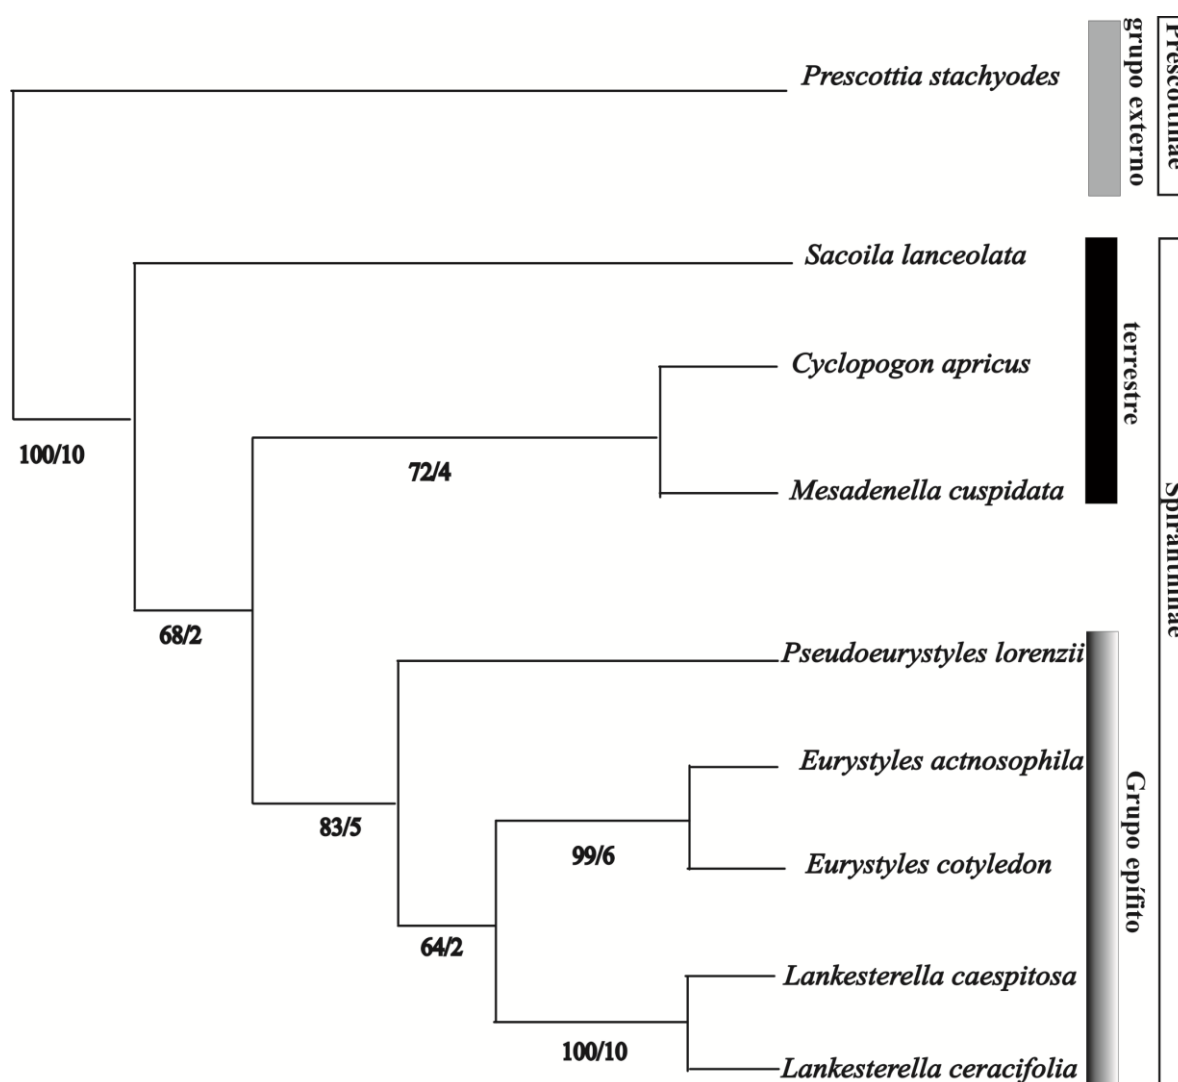 Prescottia stachyodes
grupo externo
Prescottinae
Sacoila lanceolata
Cyclopogon apricus
terrestre
100/10
72/4
Mesadenella cuspidata
Spiranthinae
68/2
Pseudoeurystyles lorenzii
Eurystyles actnosophila
83/5
99/6
Eurystyles cotyledon
Grupo epífito
64/2
Lankesterella caespitosa
100/10
Lankesterella ceracifolia